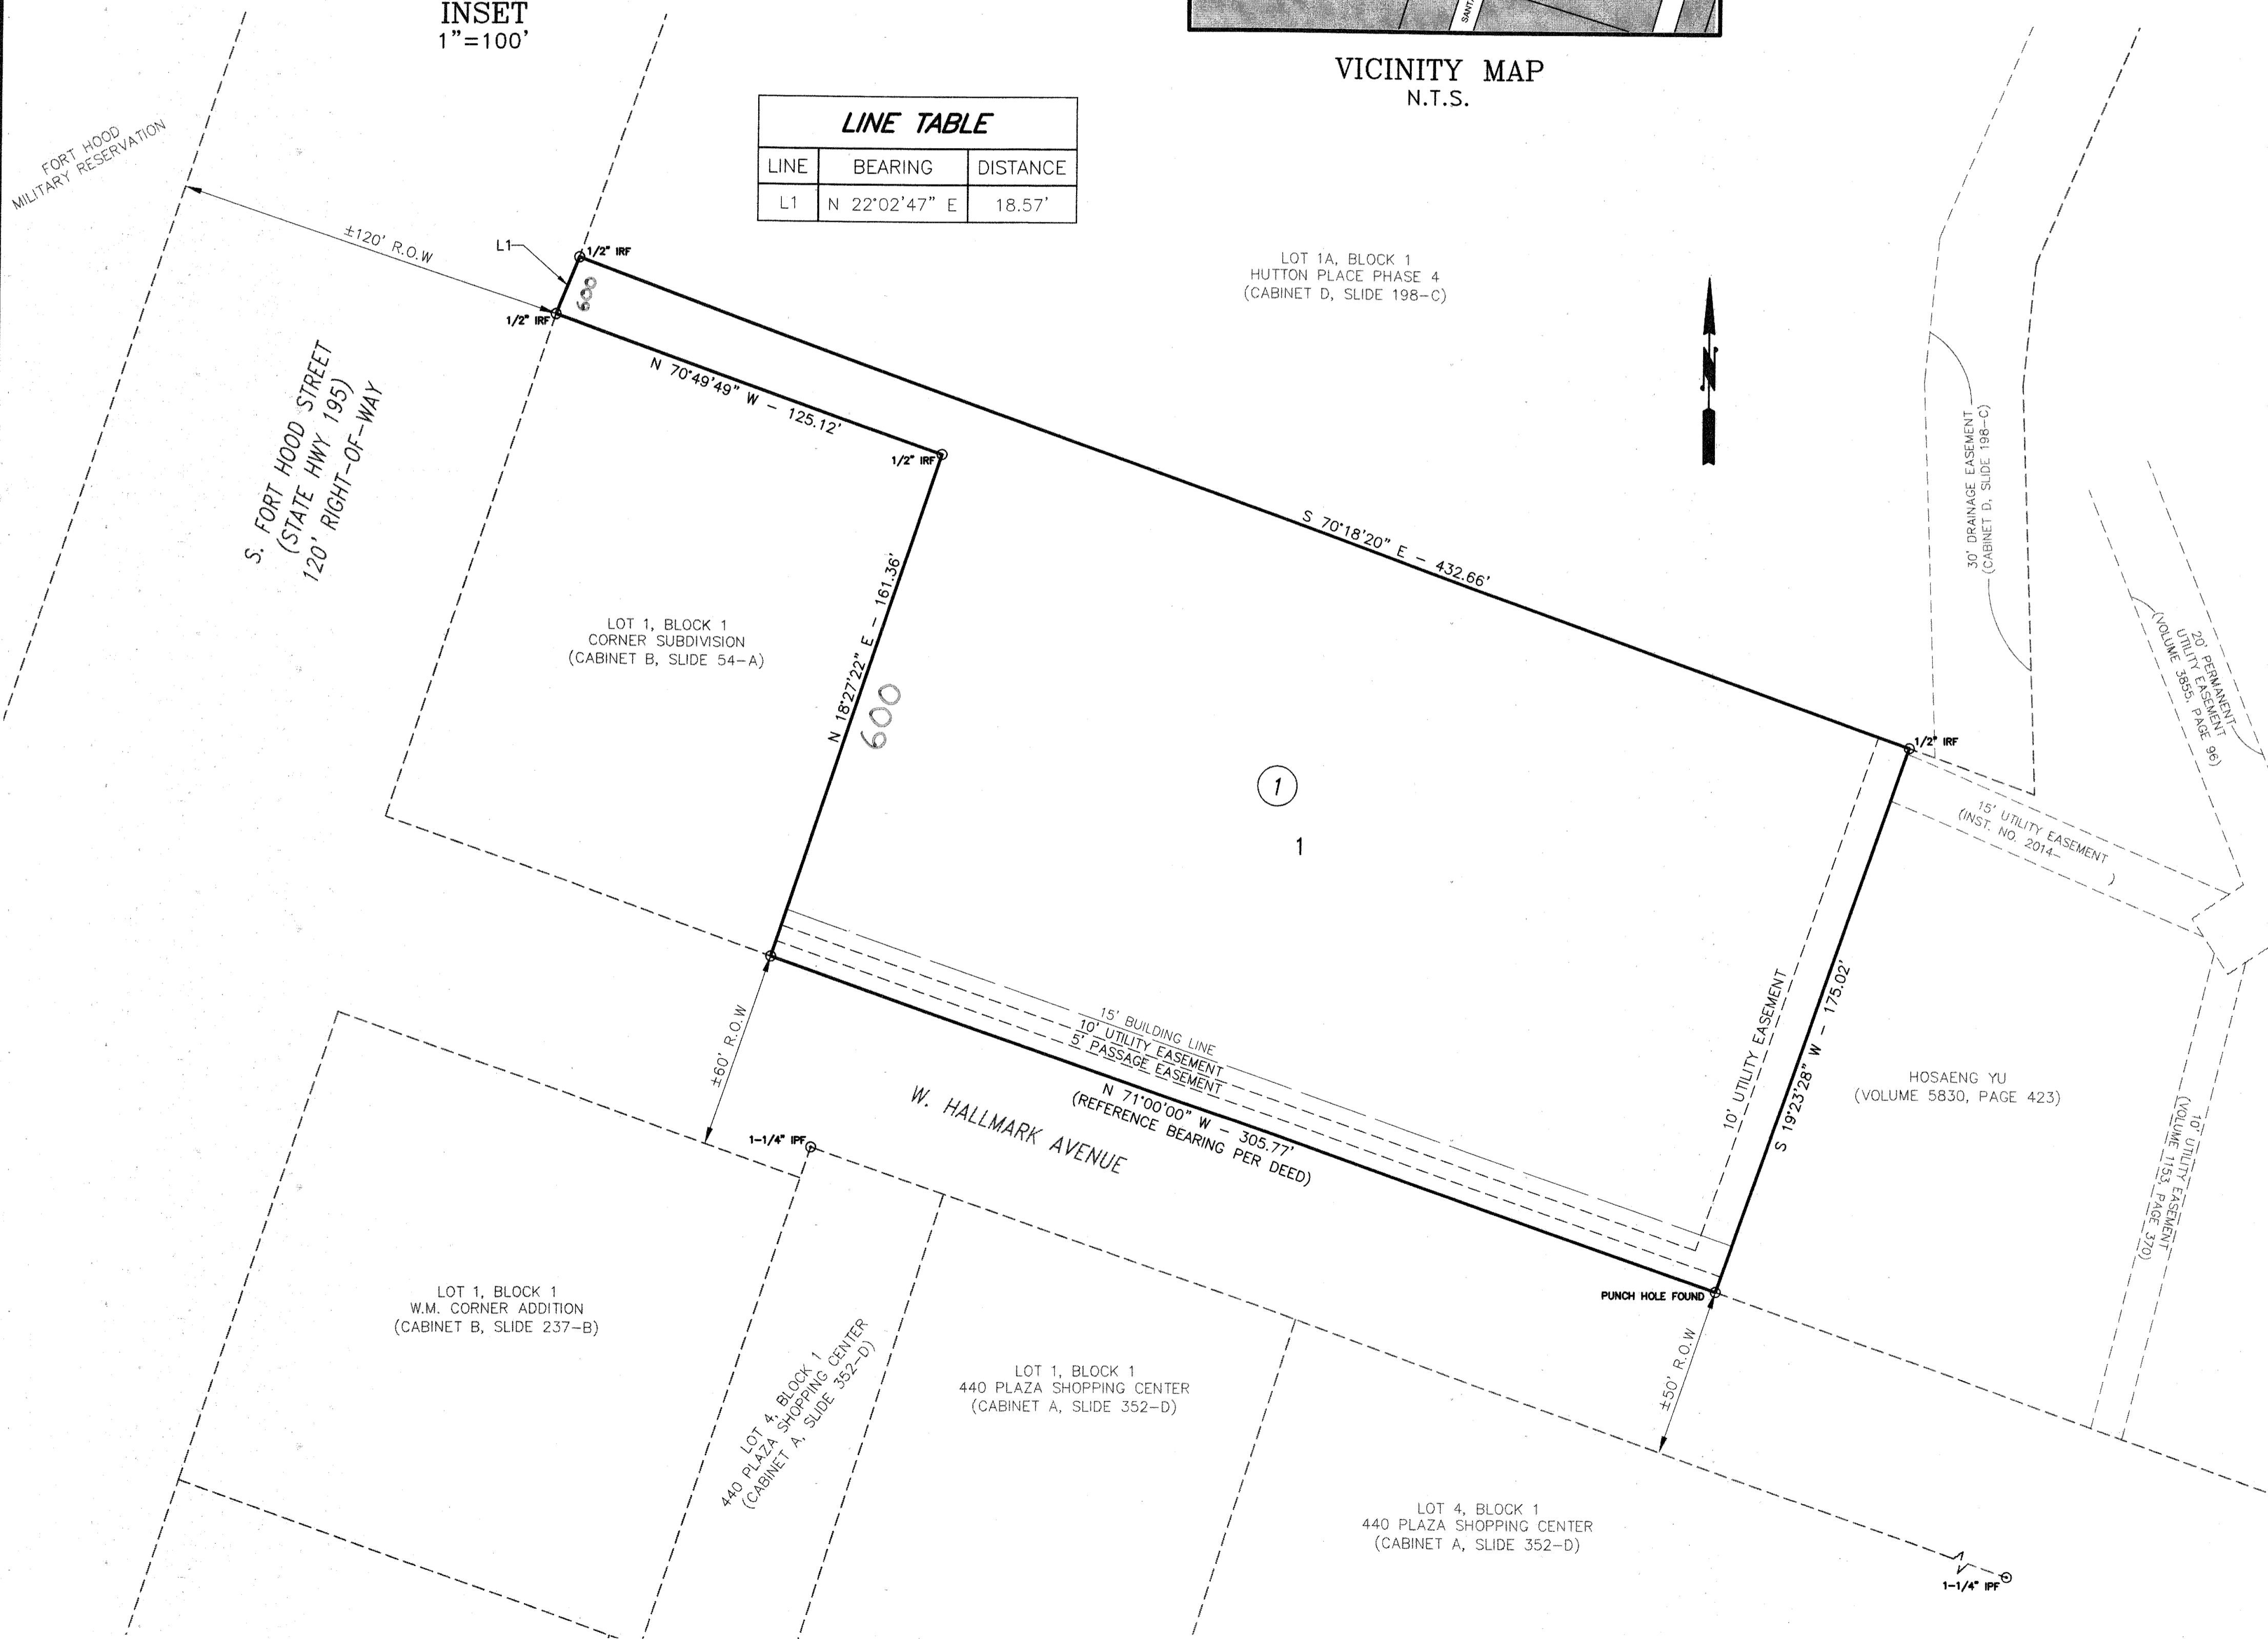 INSET
1"=100'
SANTA
VICINITY MAP
N.T.S.
LINE TABLE
LINE BEARING DISTANCE
L1 N 22°02'47" E 18.57'
FORT HOOD
MILITARY RESERVATION
±120' R.O.W
L1
1/2" IRF
600
1/2" IRF
N 70°49'49" W – 125.12'
1/2" IRF
S. FORT HOOD STREET
(STATE HWY 195)
120' RIGHT-OF-WAY
LOT 1A, BLOCK 1
HUTTON PLACE PHASE 4
(CABINET D, SLIDE 198-C)
N
30' DRAINAGE EASEMENT
(CABINET D, SLIDE 198-C)
S 70°18'20" E – 432.66'
20' PERMANENT
UTILITY EASEMENT
(VOLUME 3855, PAGE 96)
LOT 1, BLOCK 1
CORNER SUBDIVISION
(CABINET B, SLIDE 54-A)
N 18°27'22" E – 161.36'
600
1
1
1/2" IRF
15' UTILITY EASEMENT
(INST. NO. 2014- )
10' UTILITY EASEMENT
S 19°23'28" W – 175.02'
HOSAENG YU
(VOLUME 5830, PAGE 423)
10' UTILITY EASEMENT
(VOLUME 1153, PAGE 370)
15' BUILDING LINE
10' UTILITY EASEMENT
5' PASSAGE EASEMENT
N 71°00'00" W – 305.77'
(REFERENCE BEARING PER DEED)
±60' R.O.W
W. HALLMARK AVENUE
1-1/4" IPF
PUNCH HOLE FOUND
±50' R.O.W
LOT 1, BLOCK 1
W.M. CORNER ADDITION
(CABINET B, SLIDE 237-B)
LOT 4, BLOCK 1
440 PLAZA SHOPPING CENTER
(CABINET A, SLIDE 352-D)
LOT 1, BLOCK 1
440 PLAZA SHOPPING CENTER
(CABINET A, SLIDE 352-D)
LOT 4, BLOCK 1
440 PLAZA SHOPPING CENTER
(CABINET A, SLIDE 352-D)
1-1/4" IPF